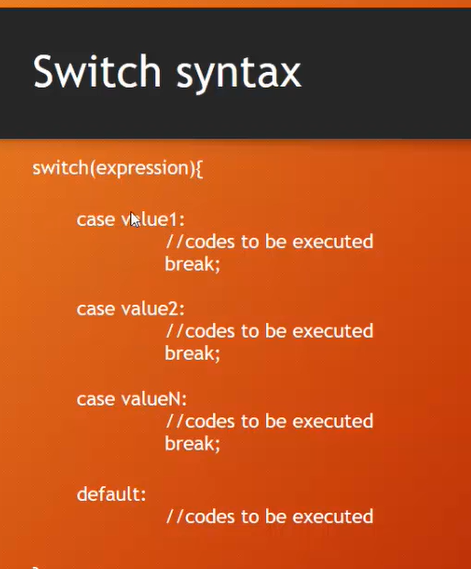 Switch syntax
switch(expression){
case value1:
//codes to be executed
break;
case value2:
//codes to be executed
break;
case valueN:
//codes to be executed
break;
default:
//codes to be executed
}